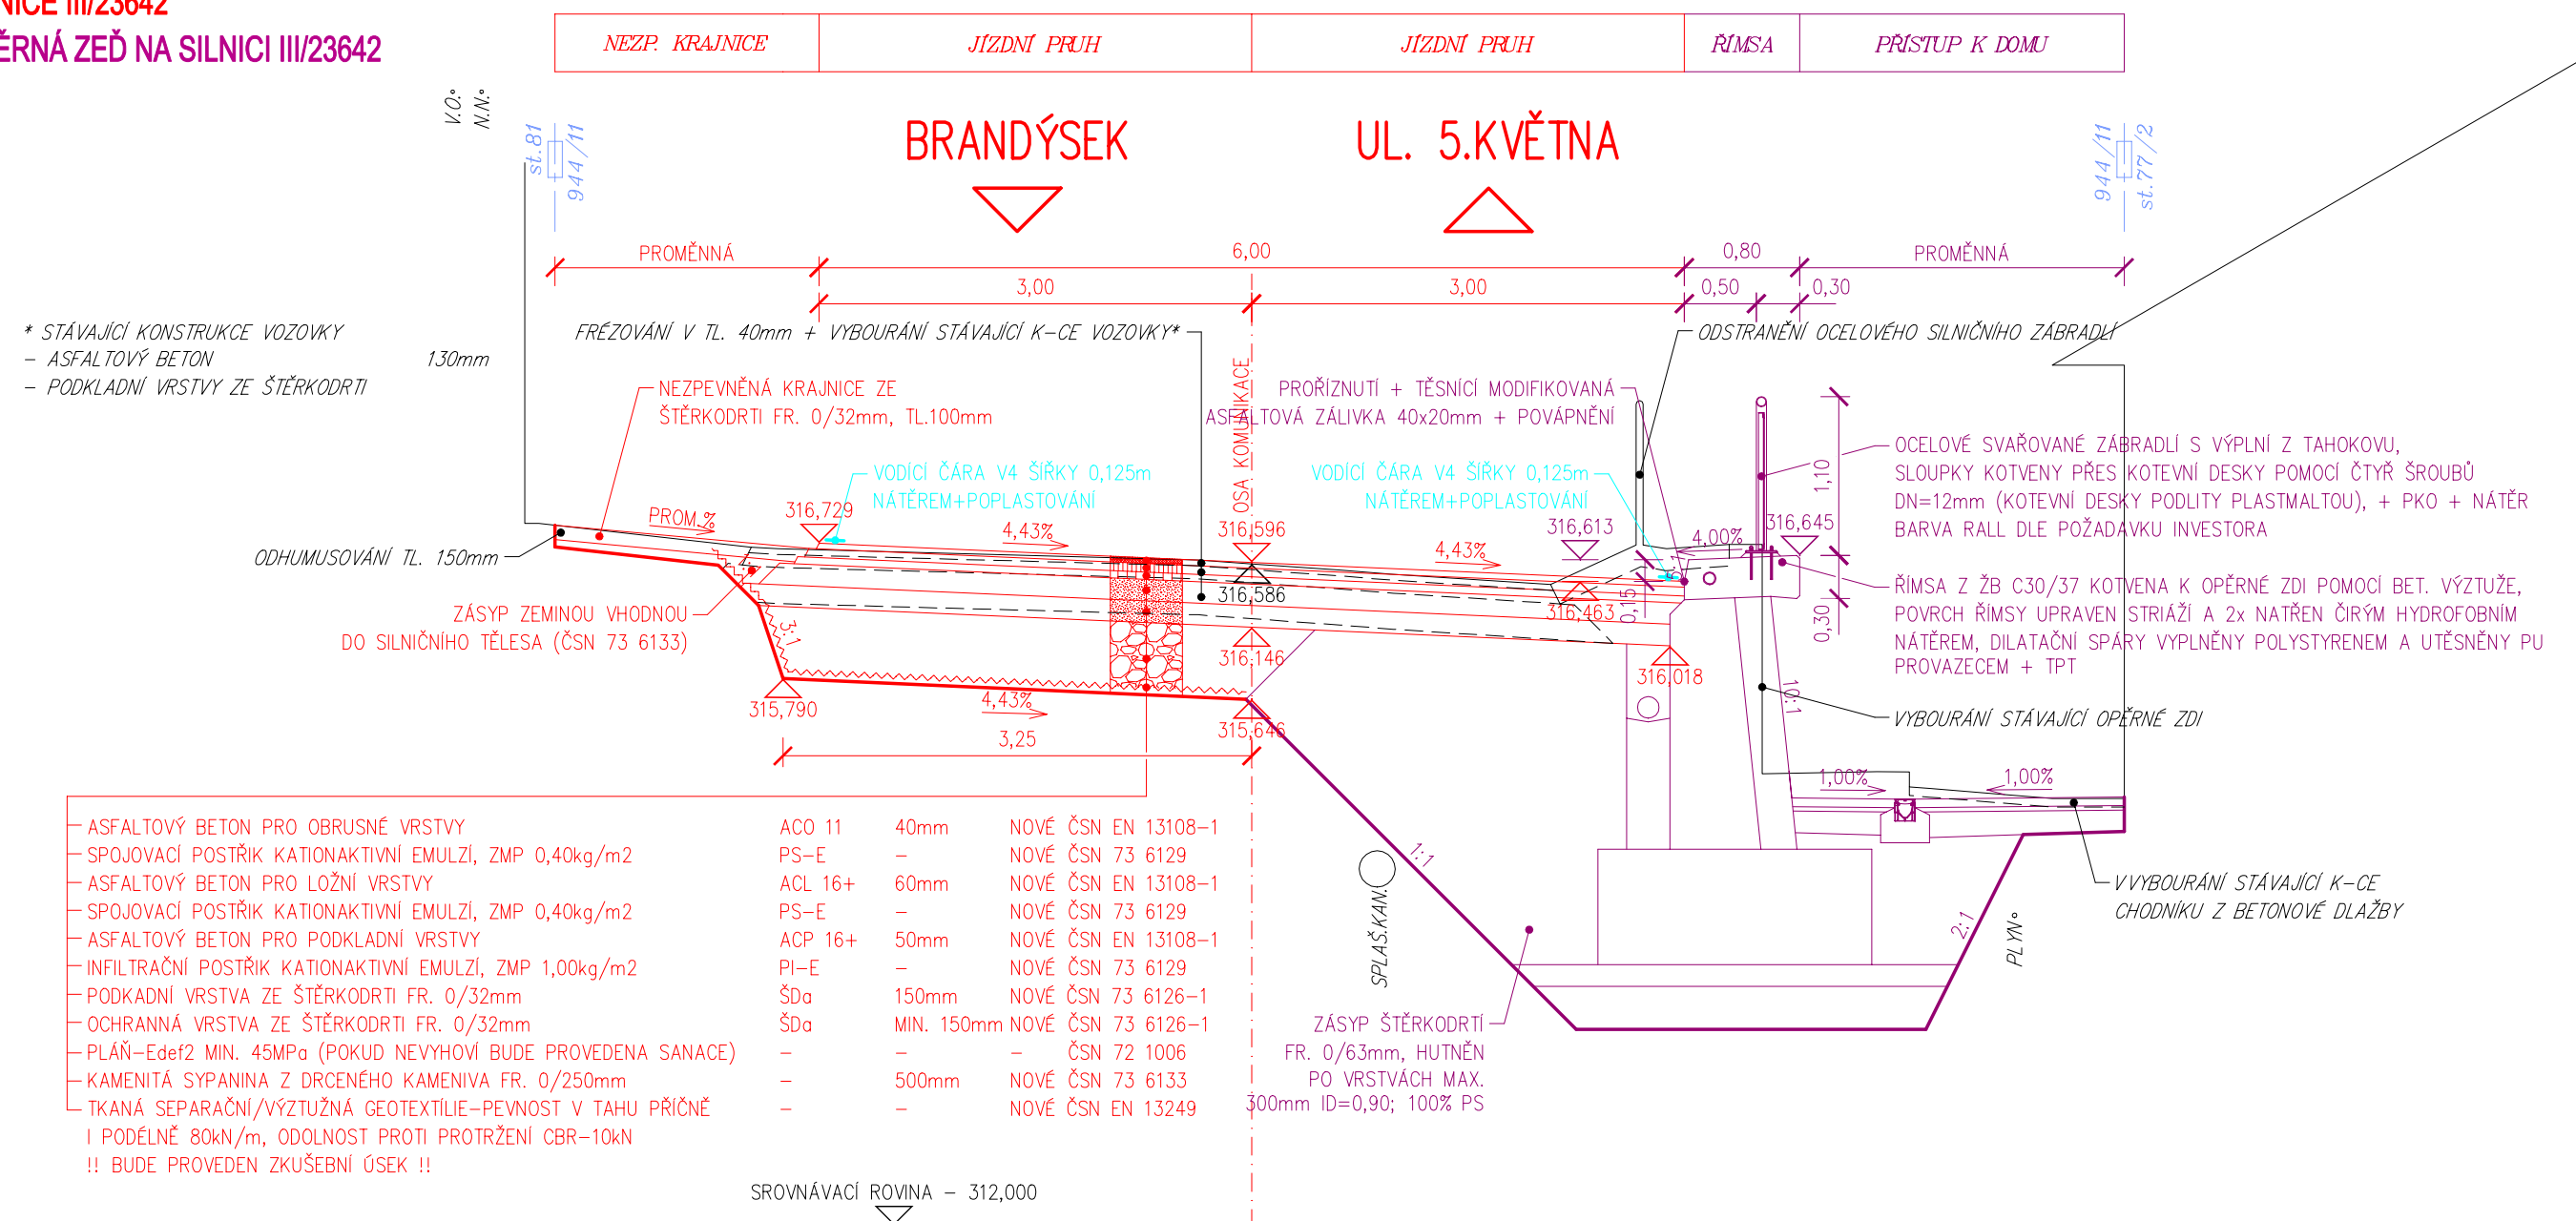 NICE III/23642
ĚRNÁ ZEĎ NA SILNICI III/23642
NEZP. KRAJNICE
JÍZDNÍ PRUH
JÍZDNÍ PRUH
ŘÍMSA
PŘÍSTUP K DOMU
V.O.
N.N.
st.81
944/11
BRANDÝSEK
UL. 5.KVĚTNA
944/11
st.77/2
PROMĚNNÁ
6,00
0,80
PROMĚNNÁ
3,00
3,00
0,50
0,30
* STÁVAJÍCÍ KONSTRUKCE VOZOVKY
- ASFALTOVÝ BETON 130mm
- PODKLADNÍ VRSTVY ZE ŠTĚRKODRTI
FRÉZOVÁNÍ V TL. 40mm + VYBOURÁNÍ STÁVAJÍCÍ K-CE VOZOVKY*
ODSTRANĚNÍ OCELOVÉHO SILNIČNÍHO ZÁBRADLÍ
OSA KOMUNIKACE
NEZPEVNĚNÁ KRAJNICE ZE
ŠTĚRKODRTI FR. 0/32mm, TL.100mm
PROŘÍZNUTÍ + TĚSNÍCÍ MODIFIKOVANÁ
ASFALTOVÁ ZÁLIVKA 40x20mm + POVÁPNĚNÍ
VODÍCÍ ČÁRA V4 ŠÍŘKY 0,125m
NÁTĚREM+POPLASTOVÁNÍ
VODÍCÍ ČÁRA V4 ŠÍŘKY 0,125m
NÁTĚREM+POPLASTOVÁNÍ
1,10
OCELOVÉ SVAŘOVANÉ ZÁBRADLÍ S VÝPLNÍ Z TAHOKOVU,
SLOUPKY KOTVENY PŘES KOTEVNÍ DESKY POMOCÍ ČTYŘ ŠROUBŮ
DN=12mm (KOTEVNÍ DESKY PODLITY PLASTMALTOU), + PKO + NÁTĚR
BARVA RALL DLE POŽADAVKU INVESTORA
PROM.%
316,729
4,43%
316,596
4,43%
316,613
4,00%
316,645
ODHUMUSOVÁNÍ TL. 150mm
316,586
316,463
0,15
0,30
ŘÍMSA Z ŽB C30/37 KOTVENA K OPĚRNÉ ZDI POMOCÍ BET. VÝZTUŽE,
POVRCH ŘÍMSY UPRAVEN STRIÁŽÍ A 2x NATŘEN ČIRÝM HYDROFOBNÍM
NÁTĚREM, DILATAČNÍ SPÁRY VYPLNĚNY POLYSTYRENEM A UTĚSNĚNY PU
PROVAZECEM + TPT
ZÁSYP ZEMINOU VHODNOU
DO SILNIČNÍHO TĚLESA (ČSN 73 6133)
3:1
316,146
316,018
10:1
315,790
4,43%
315,646
VYBOURÁNÍ STÁVAJÍCÍ OPĚRNÉ ZDI
3,25
1,00%
1,00%
ASFALTOVÝ BETON PRO OBRUSNÉ VRSTVY ACO 11 40mm NOVÉ ČSN EN 13108-1
SPOJOVACÍ POSTŘIK KATIONAKTIVNÍ EMULZÍ, ZMP 0,40kg/m2 PS-E - NOVÉ ČSN 73 6129
ASFALTOVÝ BETON PRO LOŽNÍ VRSTVY ACL 16+ 60mm NOVÉ ČSN EN 13108-1
SPOJOVACÍ POSTŘIK KATIONAKTIVNÍ EMULZÍ, ZMP 0,40kg/m2 PS-E - NOVÉ ČSN 73 6129
ASFALTOVÝ BETON PRO PODKLADNÍ VRSTVY ACP 16+ 50mm NOVÉ ČSN EN 13108-1
INFILTRAČNÍ POSTŘIK KATIONAKTIVNÍ EMULZÍ, ZMP 1,00kg/m2 PI-E - NOVÉ ČSN 73 6129
PODKADNÍ VRSTVA ZE ŠTĚRKODRTI FR. 0/32mm ŠDa 150mm NOVÉ ČSN 73 6126-1
OCHRANNÁ VRSTVA ZE ŠTĚRKODRTI FR. 0/32mm ŠDa MIN. 150mm NOVÉ ČSN 73 6126-1
PLÁŇ-Edef2 MIN. 45MPa (POKUD NEVYHOVÍ BUDE PROVEDENA SANACE) - - - ČSN 72 1006
KAMENITÁ SYPANINA Z DRCENÉHO KAMENIVA FR. 0/250mm - 500mm NOVÉ ČSN 73 6133
TKANÁ SEPARAČNÍ/VÝZTUŽNÁ GEOTEXTÍLIE-PEVNOST V TAHU PŘÍČNĚ - - NOVÉ ČSN EN 13249
I PODÉLNĚ 80kN/m, ODOLNOST PROTI PROTRŽENÍ CBR-10kN
!! BUDE PROVEDEN ZKUŠEBNÍ ÚSEK !!
1:1
SPLAŠ.KAN.
2:1
PLYN
VVYBOURÁNÍ STÁVAJÍCÍ K-CE
CHODNÍKU Z BETONOVÉ DLAŽBY
ZÁSYP ŠTĚRKODRTÍ
FR. 0/63mm, HUTNĚN
PO VRSTVÁCH MAX.
300mm ID=0,90; 100% PS
SROVNÁVACÍ ROVINA - 312,000